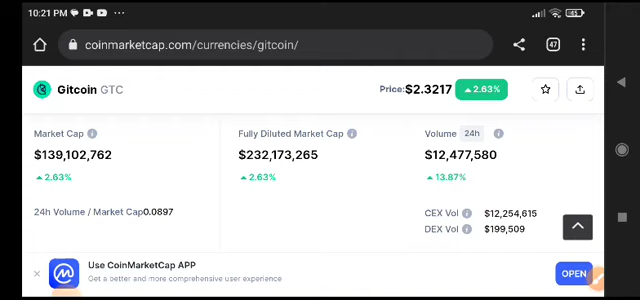 10:21 PM
coinmarketcap.com/currencies/gitcoin/
47
Gitcoin GTC
Price:$2.3217 2.63%
Market Cap
$139,102,762
2.63%
24h Volume / Market Cap0.0897
Fully Diluted Market Cap
$232,173,265
2.63%
Volume 24h
$12,477,580
13.87%
CEX Vol $12,254,615
DEX Vol $199,509
Use CoinMarketCap APP
Get a better and more comprehensive user experience
OPEN